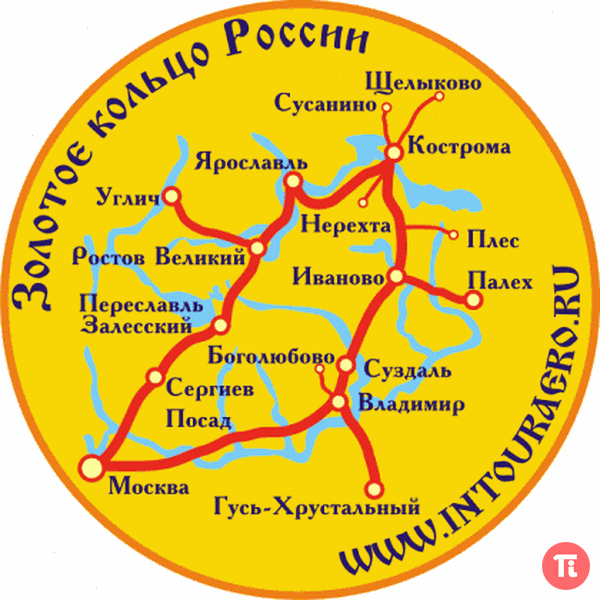 Золотое кольцо России
Щелыково
Сусанино
Кострома
Ярославль
Углич
Нерехта
Плес
Ростов Великий
Иваново
Палех
Переславль
Залесский
Боголюбово
Суздаль
Сергиев
Посад
Владимир
Москва
Гусь-Хрустальный
WWW.INTOURAERO.RU
Ti